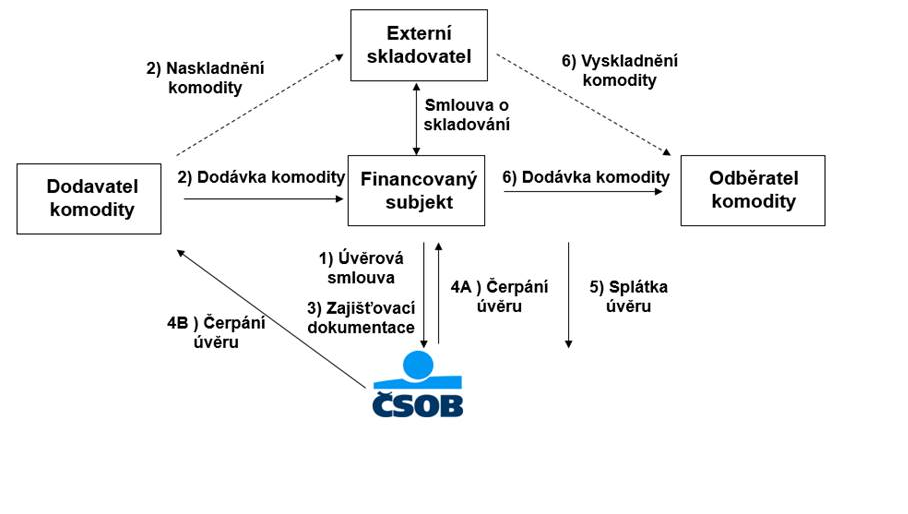 Externí
skladovatel
2) Naskladnění
komodity
6) Vyskladnění
komodity
Smlouva o
skladování
Dodavatel
komodity
2) Dodávka komodity
Financovaný
subjekt
6) Dodávka komodity
Odběratel
komodity
1) Úvěrová
smlouva
3) Zajišťovací
dokumentace
4A ) Čerpání
úvěru
5) Splátka
úvěru
4B ) Čerpání
úvěru
ČSOB